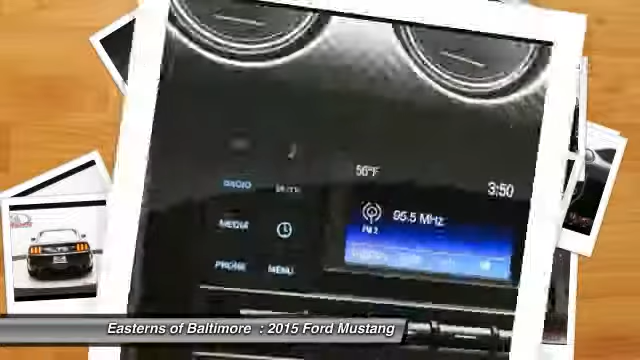 56°F
3:50
RADIO
95.5 MHz
FM 2
MEDIA
PHONE MENU
Easterns of Baltimore : 2015 Ford Mustang